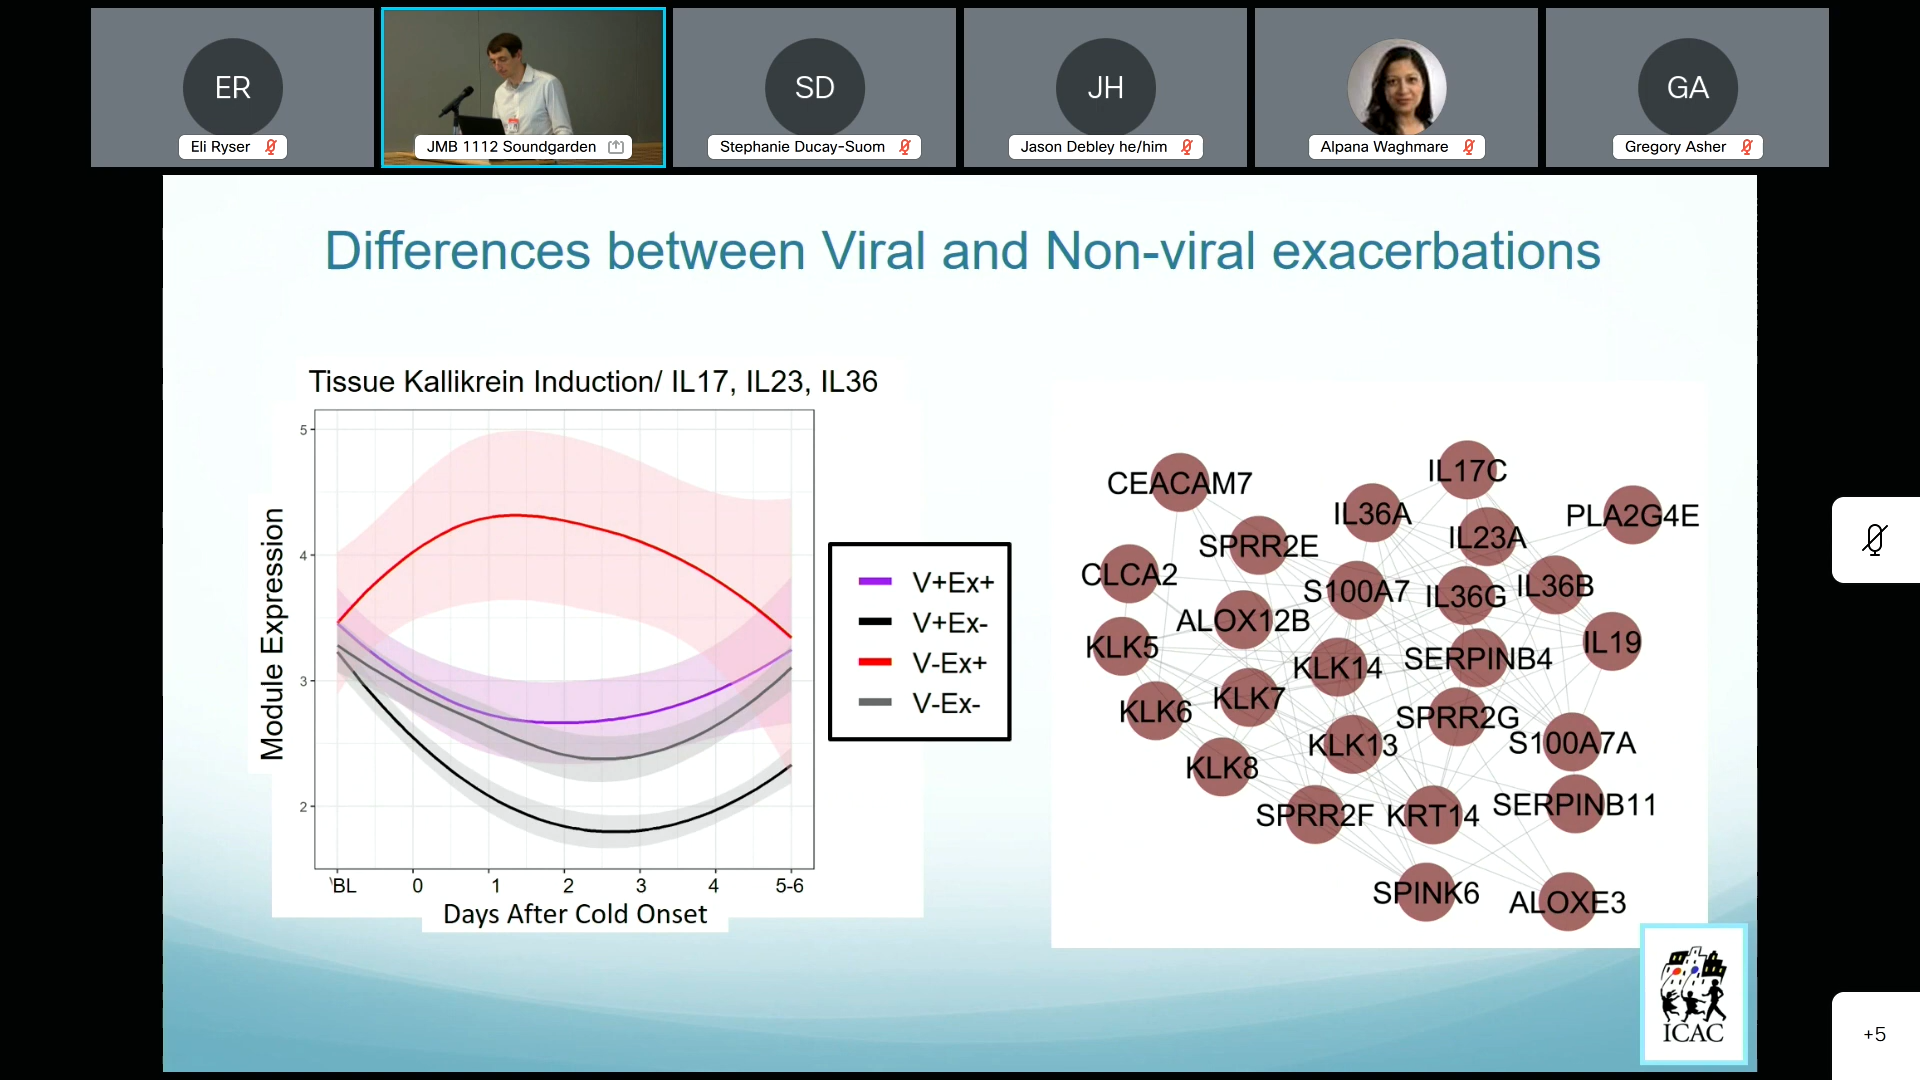 ER
SD
JH
GA
Eli Ryser
JMB 1112 Soundgarden
Stephanie Ducay-Suom
Jason Debley he/him
Alpana Waghmare
Gregory Asher
Differences between Viral and Non-viral exacerbations
Tissue Kallikrein Induction/ IL17, IL23, IL36
Module Expression
5
4
3
2
BL 0 1 2 3 4 5-6
Days After Cold Onset
V+Ex+
V+Ex-
V-Ex+
V-Ex-
IL17C
CEACAM7
IL36A
PLA2G4E
IL23A
SPRR2E
CLCA2
IL36B
S100A7
IL36G
ALOX12B
IL19
KLK5
SERPINB4
KLK14
KLK7
KLK6
SPRR2G
S100A7A
KLK13
KLK8
SERPINB11
SPRR2F
KRT14
SPINK6
ALOXE3
ICAC
+5